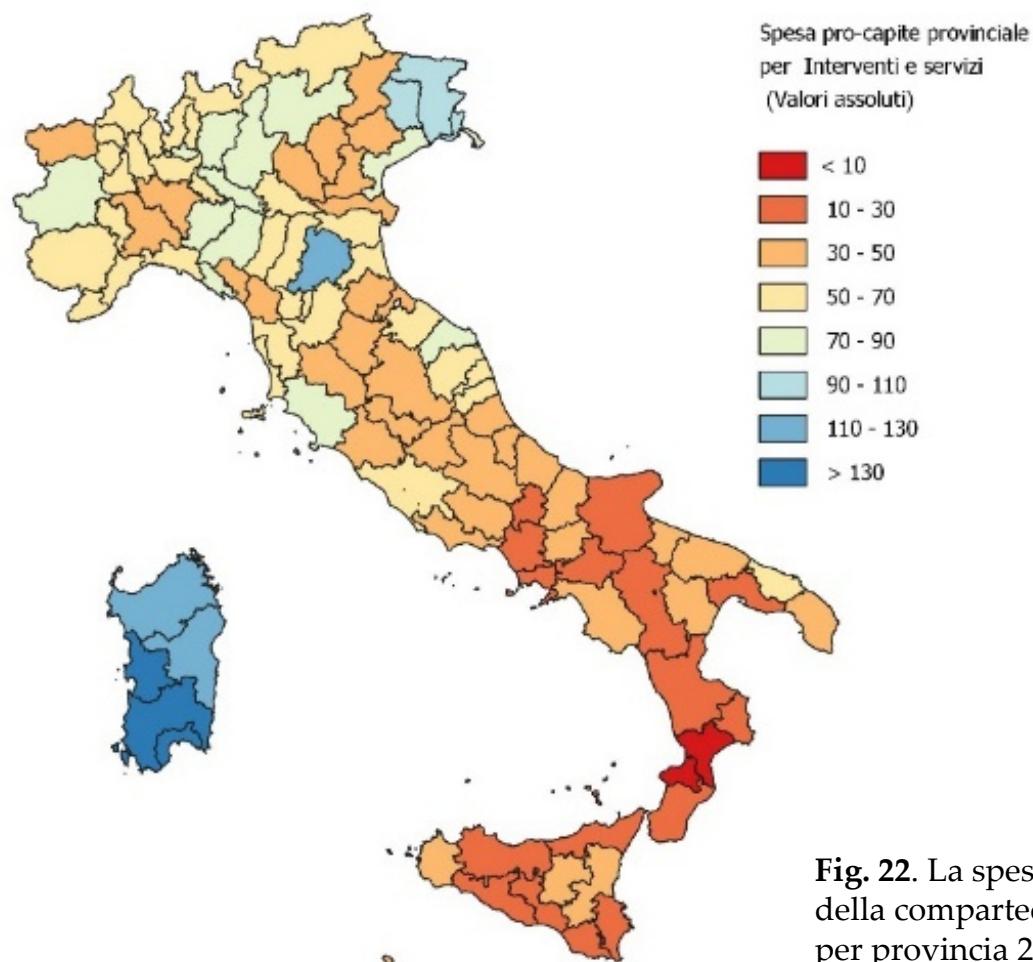 Spesa pro-capite provinciale
per Interventi e servizi
(Valori assoluti)
< 10
10 - 30
30 - 50
50 - 70
70 - 90
90 - 110
110 - 130
> 130
Fig. 22. La spes
della comparteo
per provincia 2